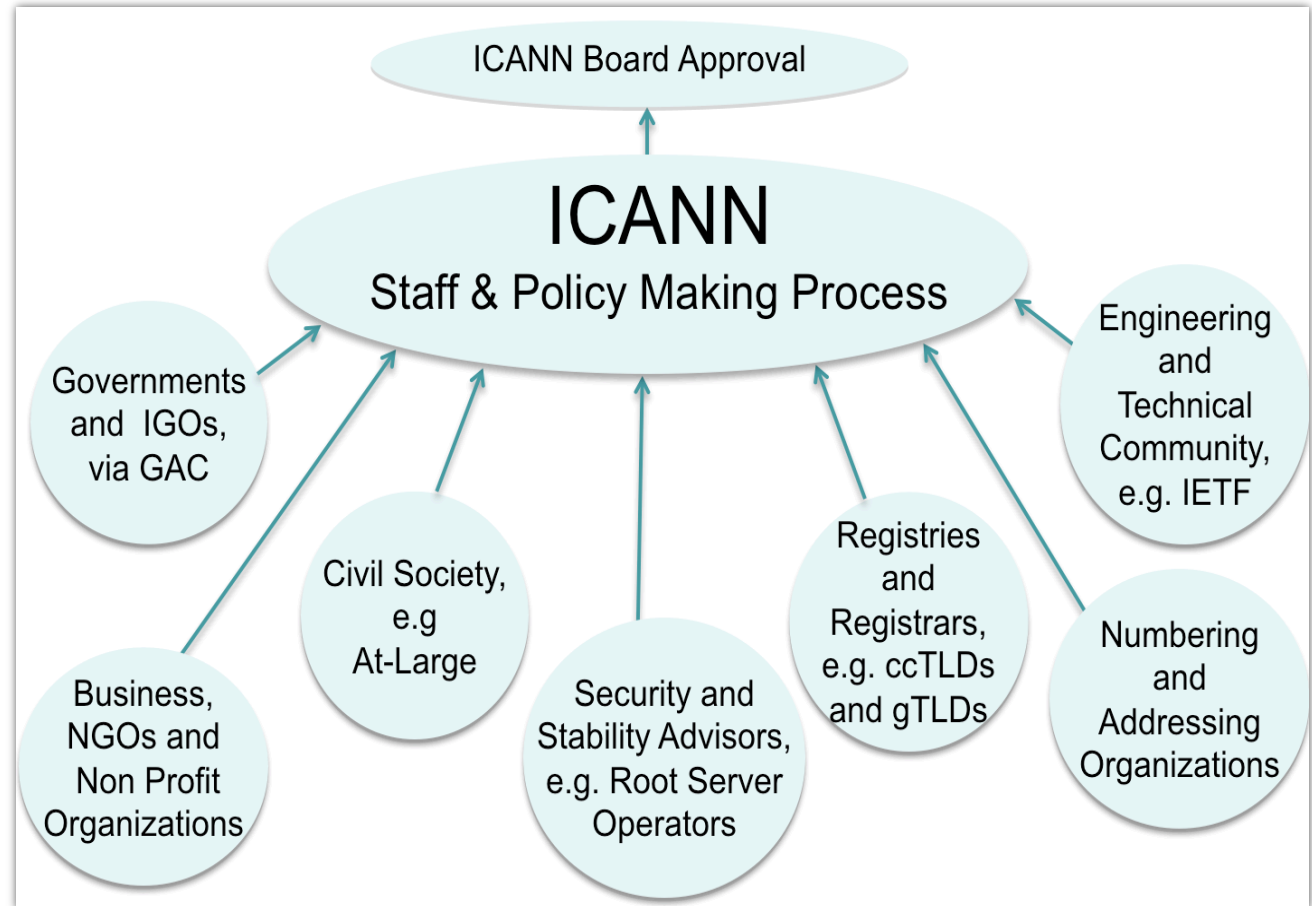 ICANN Board Approval
ICANN
Staff & Policy Making Process
Governments
and IGOs,
via GAC
Business,
NGOs and
Non Profit
Organizations
Civil Society,
e.g
At-Large
Security and
Stability Advisors,
e.g. Root Server
Operators
Registries
and
Registrars,
e.g. ccTLDs
and gTLDs
Numbering
and
Addressing
Organizations
Engineering
and
Technical
Community,
e.g. IETF